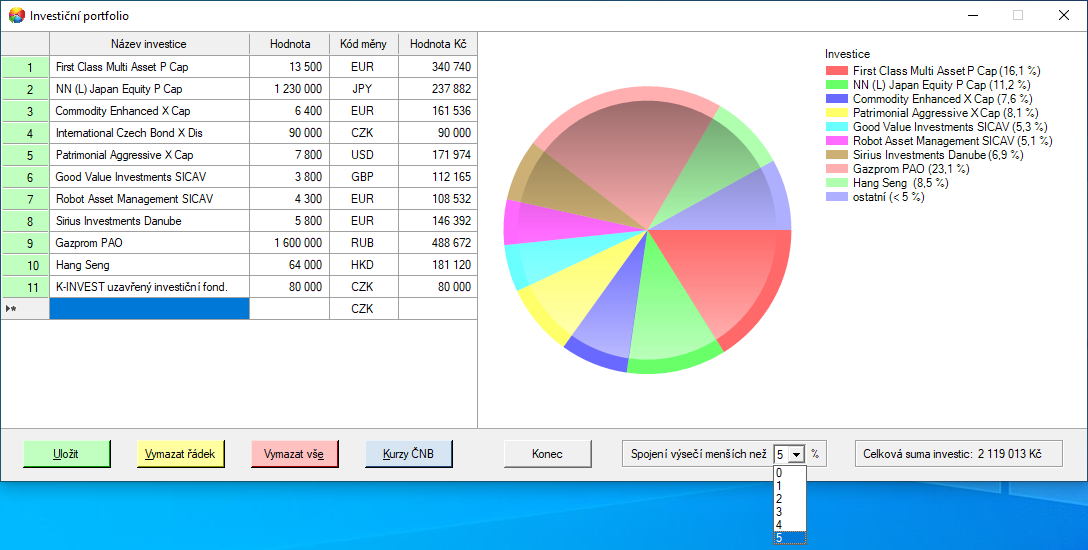 Investiční portfolio
Název investice Hodnota Kód měny Hodnota Kč
1 First Class Multi Asset P Cap 13 500 EUR 340 740
2 NN (L) Japan Equity P Cap 1 230 000 JPY 237 882
3 Commodity Enhanced X Cap 6 400 EUR 161 536
4 International Czech Bond X Dis 90 000 CZK 90 000
5 Patrimonial Aggressive X Cap 7 800 USD 171 974
6 Good Value Investments SICAV 3 800 GBP 112 165
7 Robot Asset Management SICAV 4 300 EUR 108 532
8 Sirius Investments Danube 5 800 EUR 146 392
9 Gazprom PAO 1 600 000 RUB 488 672
10 Hang Seng 64 000 HKD 181 120
11 K-INVEST uzavřený investiční fond. 80 000 CZK 80 000
CZK
Investice
First Class Multi Asset P Cap (16,1 %)
NN (L) Japan Equity P Cap (11,2 %)
Commodity Enhanced X Cap (7,6 %)
Patrimonial Aggressive X Cap (8,1 %)
Good Value Investments SICAV (5,3 %)
Robot Asset Management SICAV (5,1 %)
Sirius Investments Danube (6,9 %)
Gazprom PAO (23,1 %)
Hang Seng (8,5 %)
ostatní (< 5 %)
Uložit Vymazat řádek Vymazat vše Kurzy ČNB Konec Spojení výsečí menších než 5 % Celková suma investic: 2 119 013 Kč
0
1
2
3
4
5